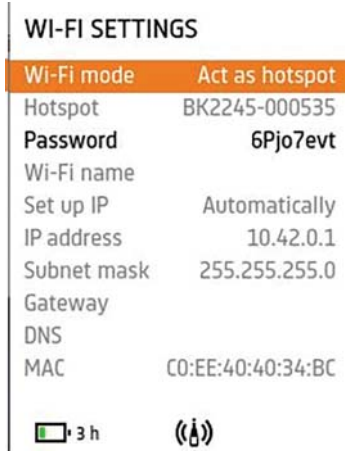 WI-FI SETTINGS
Wi-Fi mode Act as hotspot
Hotspot BK2245-000535
Password 6Pjo7evt
Wi-Fi name
Set up IP Automatically
IP address 10.42.0.1
Subnet mask 255.255.255.0
Gateway
DNS
MAC C0:EE:40:40:34:BC
3 h